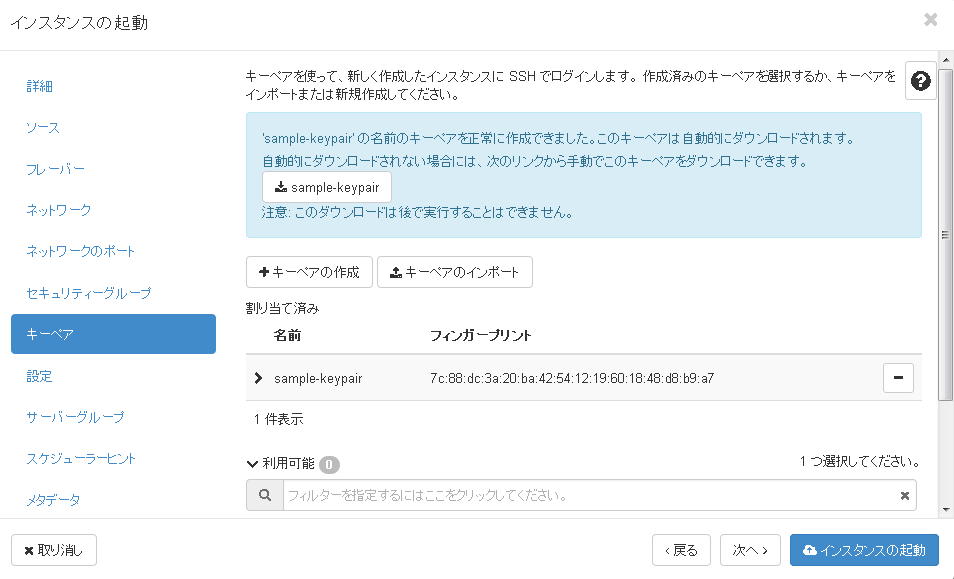 インスタンスの起動
詳細
ソース
フレーバー
ネットワーク
ネットワークのポート
セキュリティーグループ
キーペア
設定
サーバーグループ
スケジューラーヒント
メタデータ
キーペアを使って、新しく作成したインスタンスに SSH でログインします。 作成済みのキーペアを選択するか、キーペアを
インポートまたは新規作成してください。
'sample-keypair' の名前のキーペアを正常に作成できました。このキーペアは自動的にダウンロードされます。
自動的にダウンロードされない場合には、次のリンクから手動でこのキーペアをダウンロードできます。
sample-keypair
注意: このダウンロードは後で実行することはできません。
キーペアの作成 キーペアのインポート
割り当て済み
名前 フィンガープリント
sample-keypair 7c:88:dc:3a:20:ba:42:54:12:19:60:18:48:d8:b9:a7
1 件表示
利用可能 0 1 つ選択してください。
フィルターを指定するにはここをクリックしてください。
取り消し ‹ 戻る 次へ › インスタンスの起動